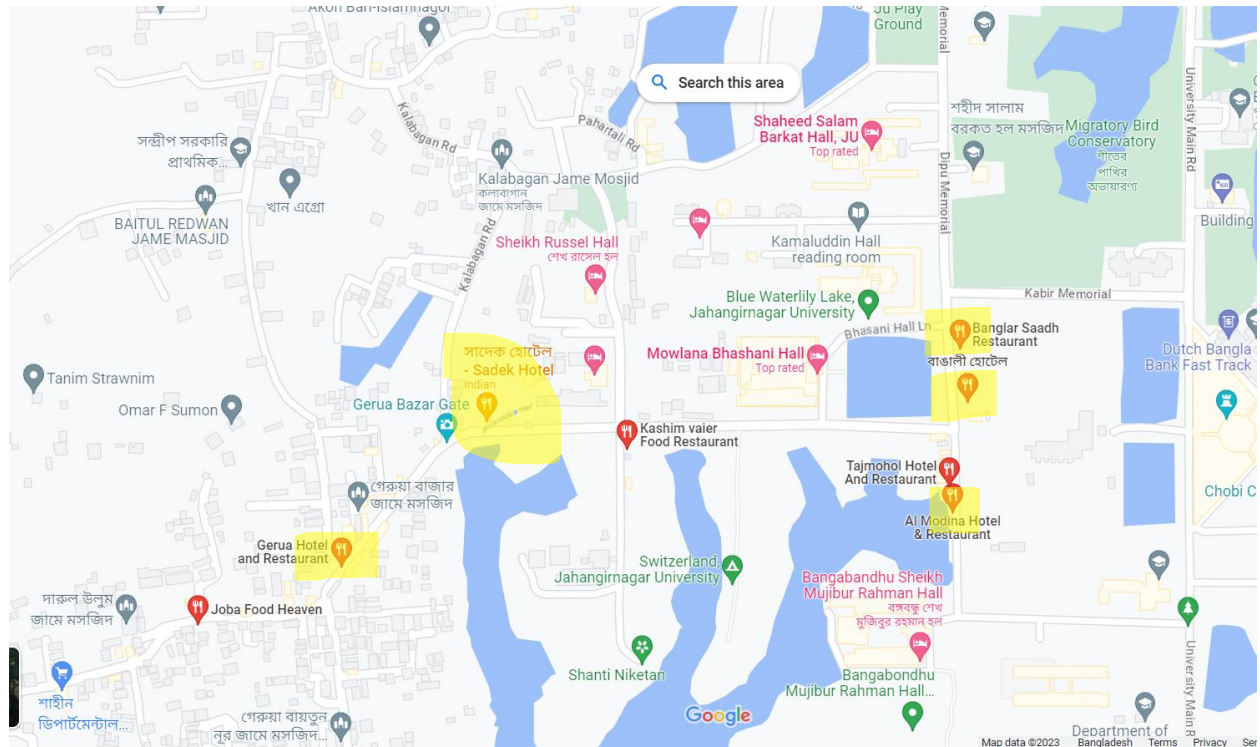 Akon Bari-Islamnagor
Ju Play
Ground
Memorial
Search this area
Kalabagan Rd
Pahartali Rd
Shaheed Salam
Barkat Hall, JU
Top rated
শহীদ সালাম
বরকত হল মসজিদ
Migratory Bird
Conservatory
শীতের
পাখির
অভয়ারণ্য
University Main Rd
Dipu Memorial
সন্দ্বীপ সরকারি
প্রাথমিক...
খান এগ্রো
Kalabagan Jame Mosjid
কলাবাগান
জামে মসজিদ
BAITUL REDWAN
JAME MASJID
Building
Sheikh Russel Hall
শেখ রাসেল হল
Kamaluddin Hall
reading room
Kalabagan Rd
Blue Waterlily Lake,
Jahangirnagar University
Kabir Memorial
Bhasani Hall Ln
Banglar Saadh
Restaurant
বাঙালী হোটেল
Dutch Bangla
Bank Fast Track
সাদেক হোটেল
- Sadek Hotel
Indian
Mowlana Bhashani Hall
Top rated
Tanim Strawnim
Omar F Sumon
Gerua Bazar Gate
Kashim vaier
Food Restaurant
Tajmohol Hotel
And Restaurant
গেরুয়া বাজার
জামে মসজিদ
Chobi C
Al Modina Hotel
& Restaurant
Gerua Hotel
and Restaurant
Switzerland,
Jahangirnagar University
Bangabandhu Sheikh
Mujibur Rahman Hall
বঙ্গবন্ধু শেখ
মুজিবুর রহমান হল
দারুল উলুম
জামে মসজিদ
Joba Food Heaven
Shanti Niketan
Bangabondhu
Mujibur Rahman Hall...
University Main R
শাহীন
ডিপার্টমেন্টাল...
গেরুয়া বায়তুন
নূর জামে মসজিদ...
Google
Department of
Map data ©2023
Bangladesh
Terms
Privacy